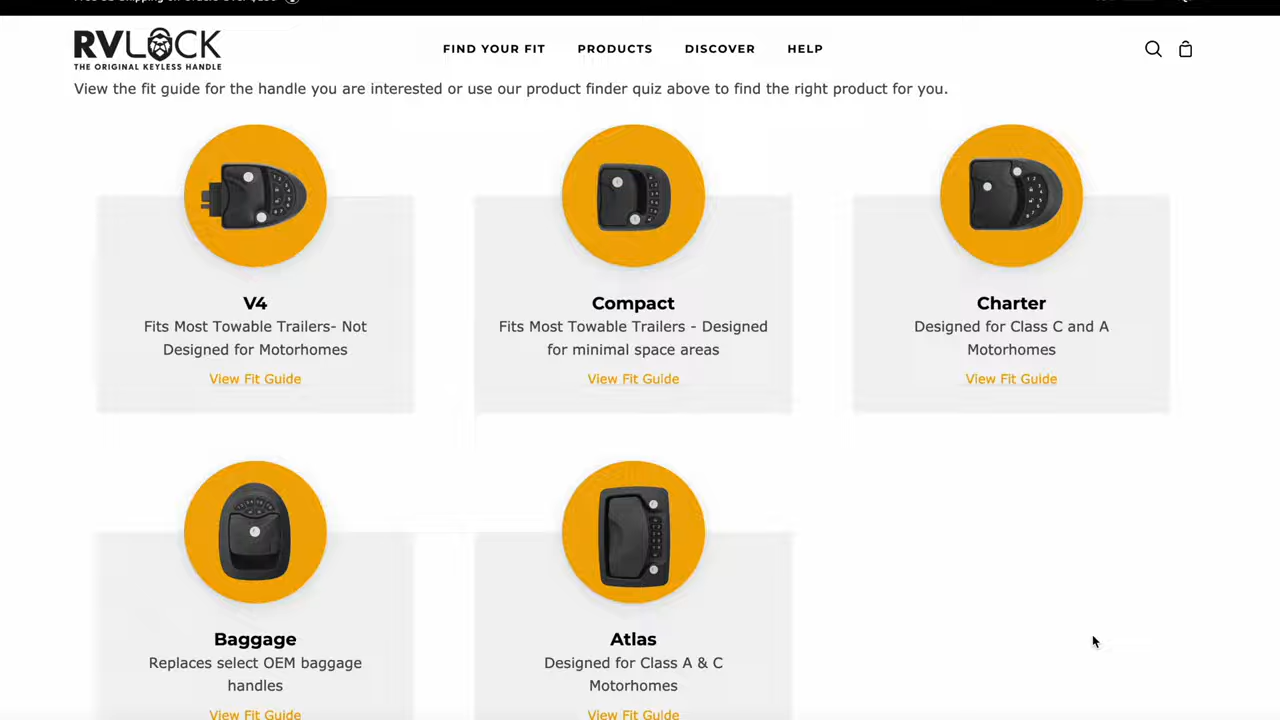 RVLOCK
THE ORIGINAL KEYLESS HANDLE
FIND YOUR FIT
PRODUCTS
DISCOVER
HELP
View the fit guide for the handle you are interested or use our product finder quiz above to find the right product for you.
V4
Fits Most Towable Trailers- Not
Designed for Motorhomes
View Fit Guide
Compact
Fits Most Towable Trailers - Designed
for minimal space areas
View Fit Guide
Charter
Designed for Class C and A
Motorhomes
View Fit Guide
Baggage
Replaces select OEM baggage
handles
View Fit Guide
Atlas
Designed for Class A & C
Motorhomes
View Fit Guide